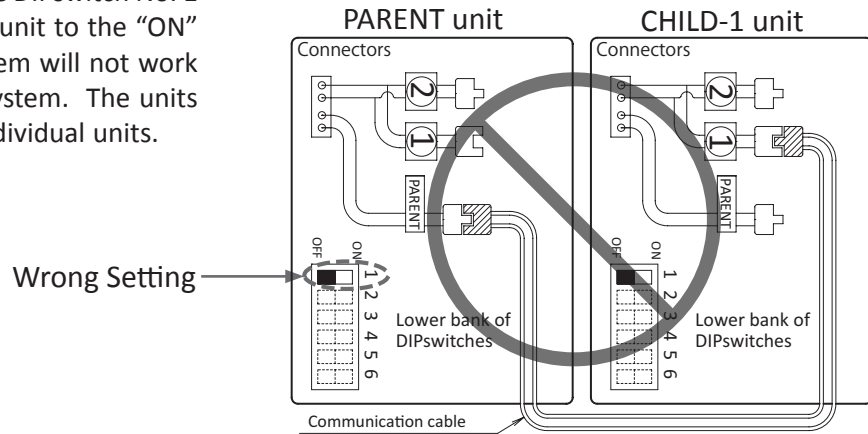 unit to the “ON”
em will not work
ystem. The units
dividual units.
PARENT unit
CHILD-1 unit
Connectors
Connectors
2
1
PARENT
2
1
PARENT
OFF
ON
1
2
3
4
5
6
OFF
ON
1
2
3
4
5
6
Wrong Setting
Lower bank of
DIPswitches
Lower bank of
DIPswitches
Communication cable